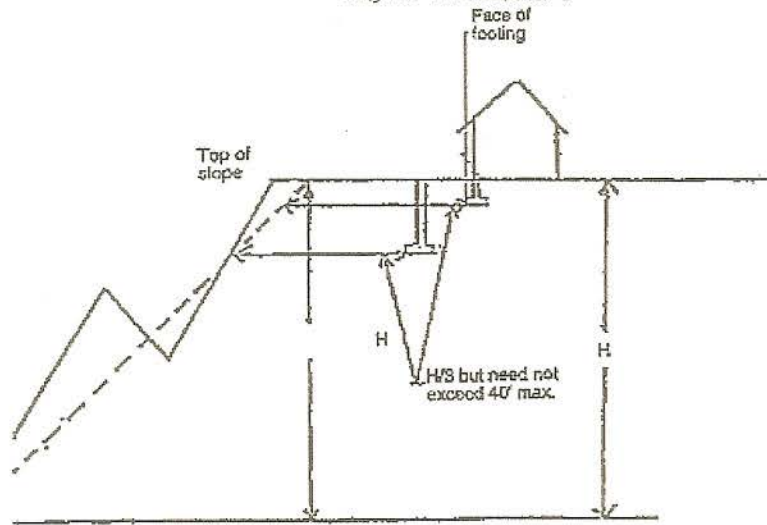 Face of
footing
Top of
slope
H
H
H/3 but need not
exceed 40' max.